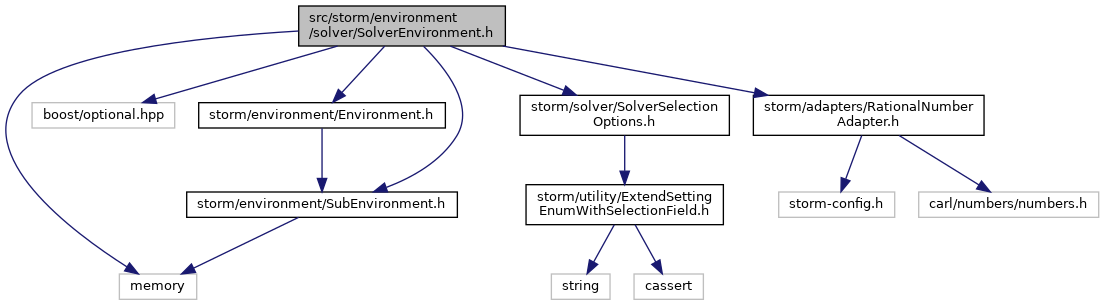 src/storm/environment
/solver/SolverEnvironment.h
boost/optional.hpp
storm/environment/Environment.h
storm/solver/SolverSelection
Options.h
storm/adapters/RationalNumber
Adapter.h
storm/environment/SubEnvironment.h
storm/utility/ExtendSetting
EnumWithSelectionField.h
storm-config.h
carl/numbers/numbers.h
memory
string
cassert